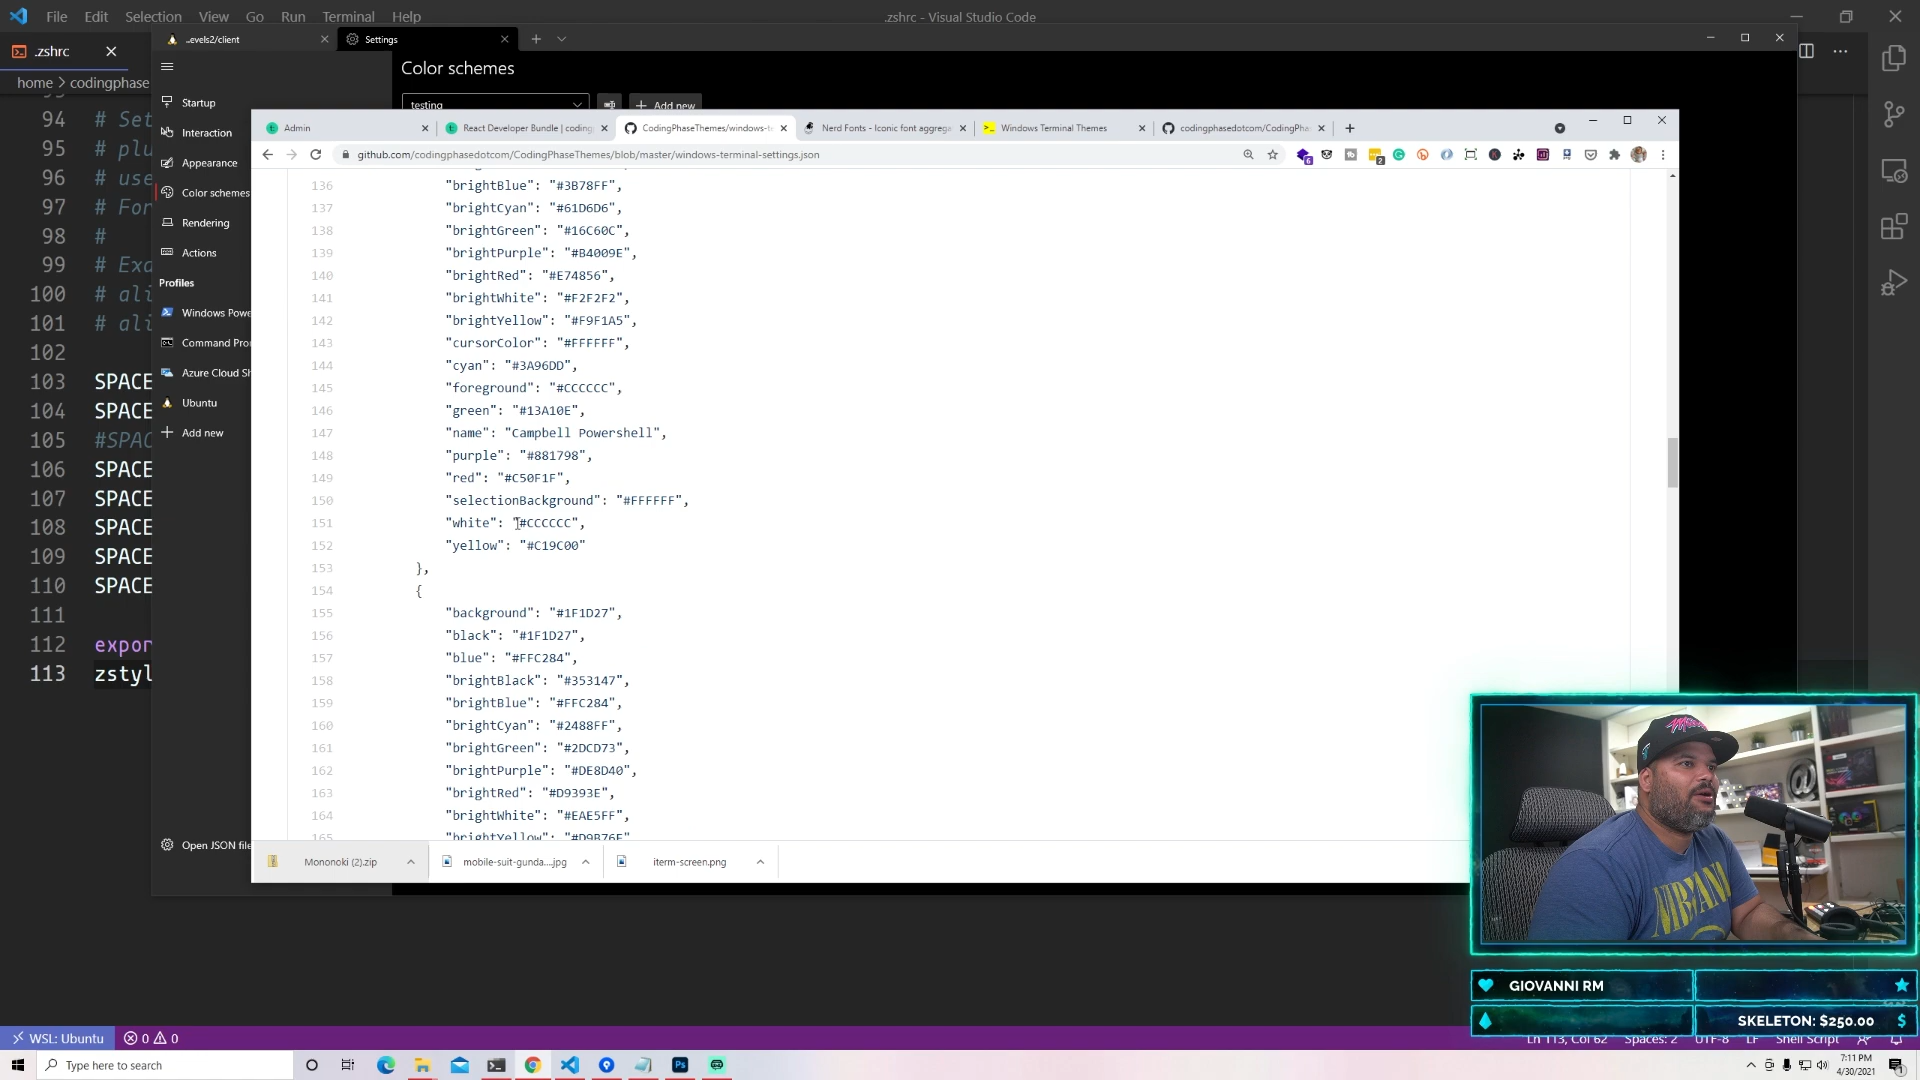 File Edit Selection View Go Run Terminal Help
.zshrc - Visual Studio Code
.zshrc
home > codingphase
..evels2/client
Settings
Color schemes
testing
Add new
Startup
Interaction
Appearance
Color schemes
Rendering
Actions
Profiles
Windows Powe
Command Pro
Azure Cloud Sh
Ubuntu
Add new
Open JSON file
94 # Set
95 # plu
96 # use
97 # For
98 #
99 # Exa
100 # ali
101 # ali
102
103 SPACE
104 SPACE
105 #SPAC
106 SPACE
107 SPACE
108 SPACE
109 SPACE
110 SPACE
111
112 expor
113 zstyl
Admin
React Developer Bundle | coding
CodingPhaseThemes/windows-t
Nerd Fonts - Iconic font aggrega
Windows Terminal Themes
codingphasedotcom/CodingPha
github.com/codingphasedotcom/CodingPhaseThemes/blob/master/windows-terminal-settings.json
136 "brightBlue": "#3B78FF",
137 "brightCyan": "#61D6D6",
138 "brightGreen": "#16C60C",
139 "brightPurple": "#B4009E",
140 "brightRed": "#E74856",
141 "brightWhite": "#F2F2F2",
142 "brightYellow": "#F9F1A5",
143 "cursorColor": "#FFFFFF",
144 "cyan": "#3A96DD",
145 "foreground": "#CCCCCC",
146 "green": "#13A10E",
147 "name": "Campbell Powershell",
148 "purple": "#881798",
149 "red": "#C50F1F",
150 "selectionBackground": "#FFFFFF",
151 "white": "#CCCCCC",
152 "yellow": "#C19C00"
153 },
154 {
155 "background": "#1F1D27",
156 "black": "#1F1D27",
157 "blue": "#FFC284",
158 "brightBlack": "#353147",
159 "brightBlue": "#FFC284",
160 "brightCyan": "#2488FF",
161 "brightGreen": "#2DCD73",
162 "brightPurple": "#DE8D40",
163 "brightRed": "#D9393E",
164 "brightWhite": "#EAE5FF",
165 "brightYellow": "#D9B76E"
Mononoki (2).zip
mobile-suit-gunda....jpg
iterm-screen.png
GIOVANNI RM
SKELETON: $250.00
WSL: Ubuntu
0 0
Ln 113, Col 62 Spaces: 2 UTF-8 LF Shell Script
Type here to search
7:11 PM
4/30/2021